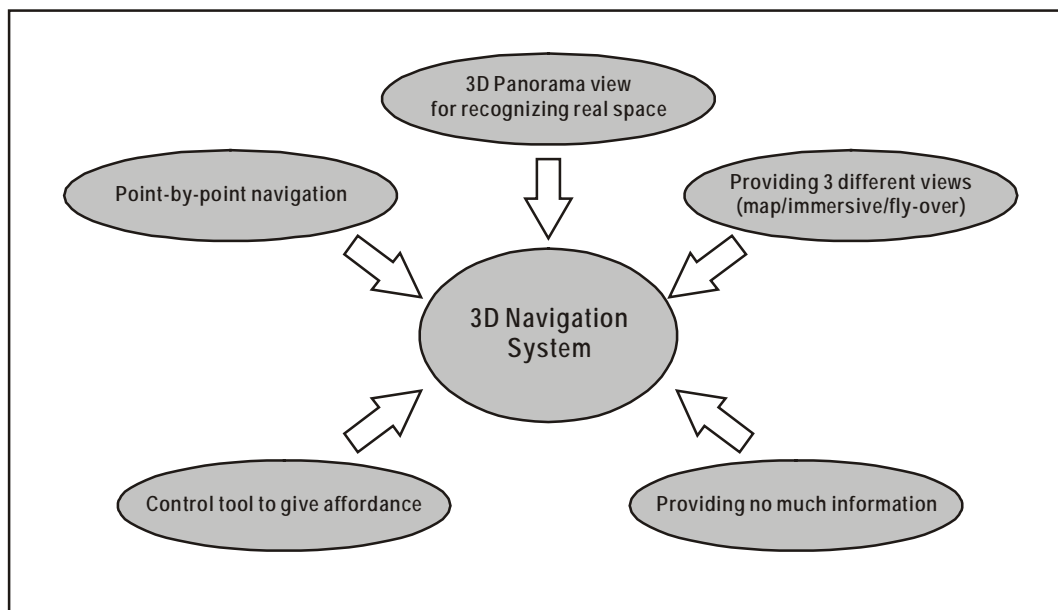 3D Panorama view
for recognizing real space
Point-by-point navigation
Providing 3 different views
(map/immersive/fly-over)
3D Navigation
System
Control tool to give affordance
Providing no much information